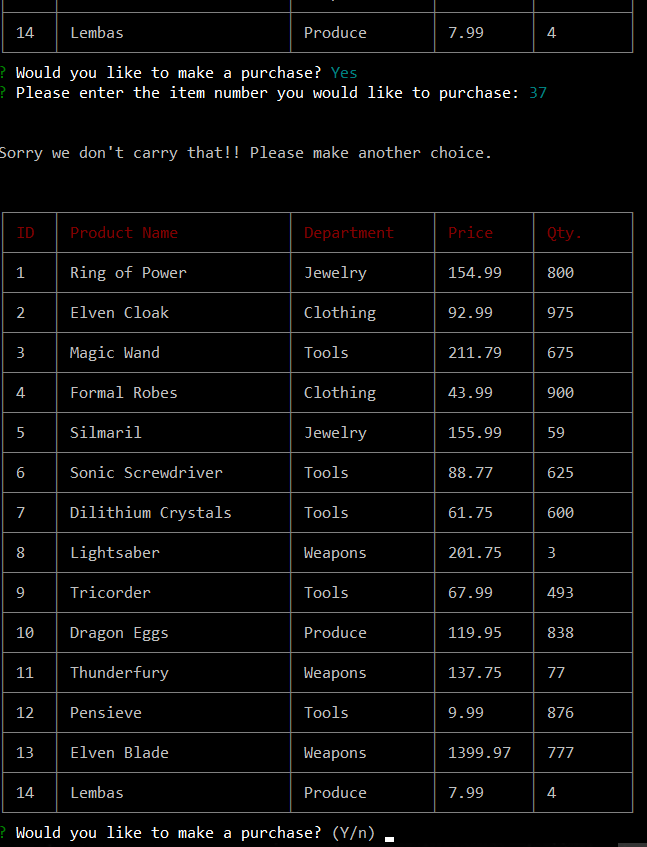 14 Lembas Produce 7.99 4
? Would you like to make a purchase? Yes
? Please enter the item number you would like to purchase: 37
Sorry we don't carry that!! Please make another choice.
ID Product Name Department Price Qty.
1 Ring of Power Jewelry 154.99 800
2 Elven Cloak Clothing 92.99 975
3 Magic Wand Tools 211.79 675
4 Formal Robes Clothing 43.99 900
5 Silmaril Jewelry 155.99 59
6 Sonic Screwdriver Tools 88.77 625
7 Dilithium Crystals Tools 61.75 600
8 Lightsaber Weapons 201.75 3
9 Tricorder Tools 67.99 493
10 Dragon Eggs Produce 119.95 838
11 Thunderfury Weapons 137.75 77
12 Pensieve Tools 9.99 876
13 Elven Blade Weapons 1399.97 777
14 Lembas Produce 7.99 4
? Would you like to make a purchase? (Y/n)